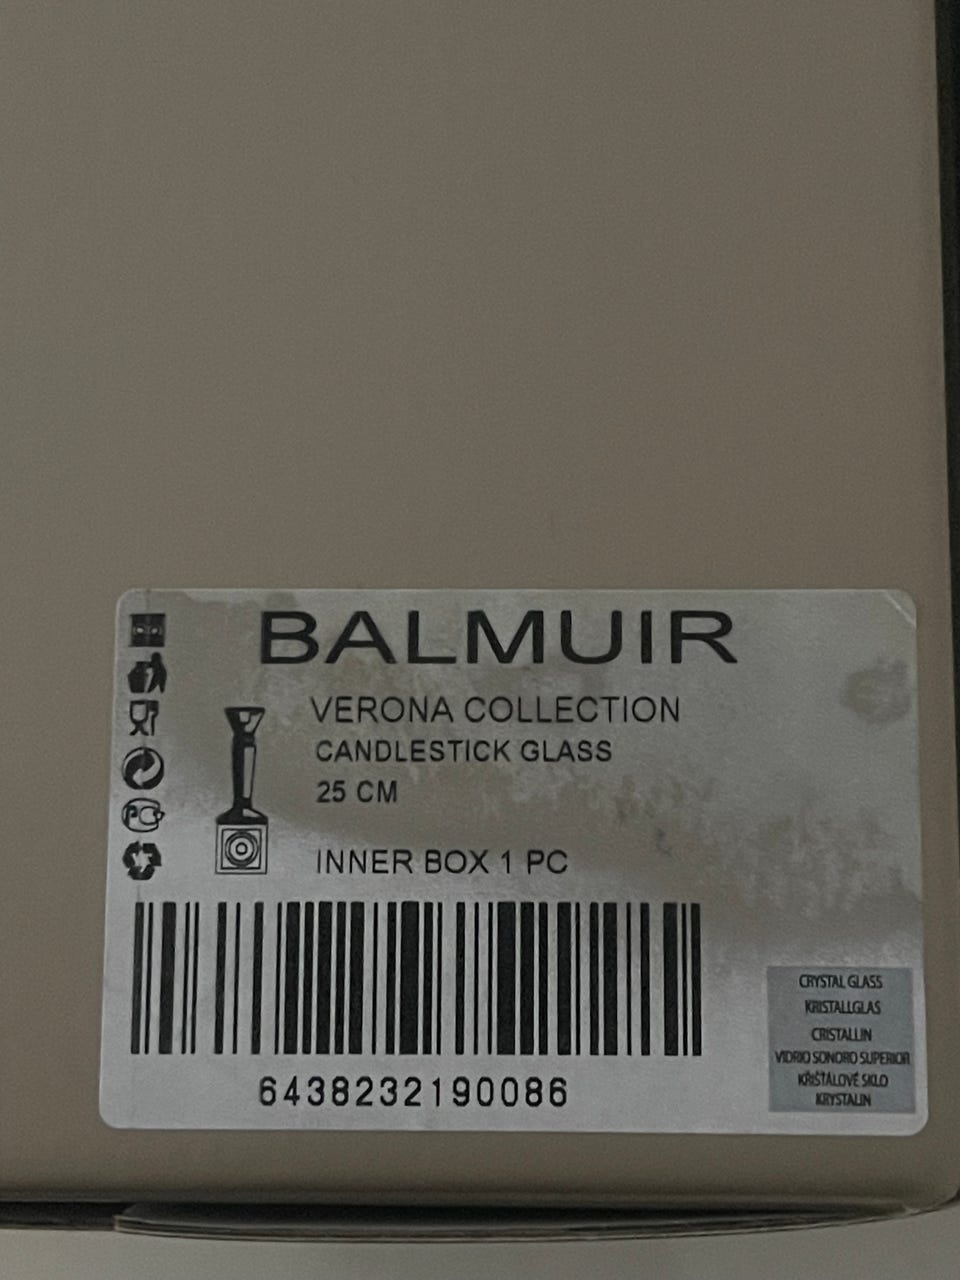 BALMUIR
VERONA COLLECTION
CANDLESTICK GLASS
25 CM
INNER BOX 1 PC
6438232190086
CRYSTAL GLASS
KRISTALLGLAS
CRISTALLIN
VIDRIO SONORO SUPERIOR
KŘIŠŤÁLOVÉ SKLO
KRYSTALIN